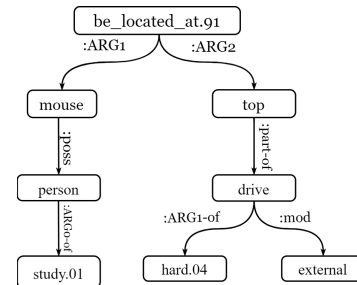 be_located_at.91
:ARG1 :ARG2
mouse top
:poss :part-of
person drive
:ARG0-of :ARG1-of :mod
study.01 hard.04 external